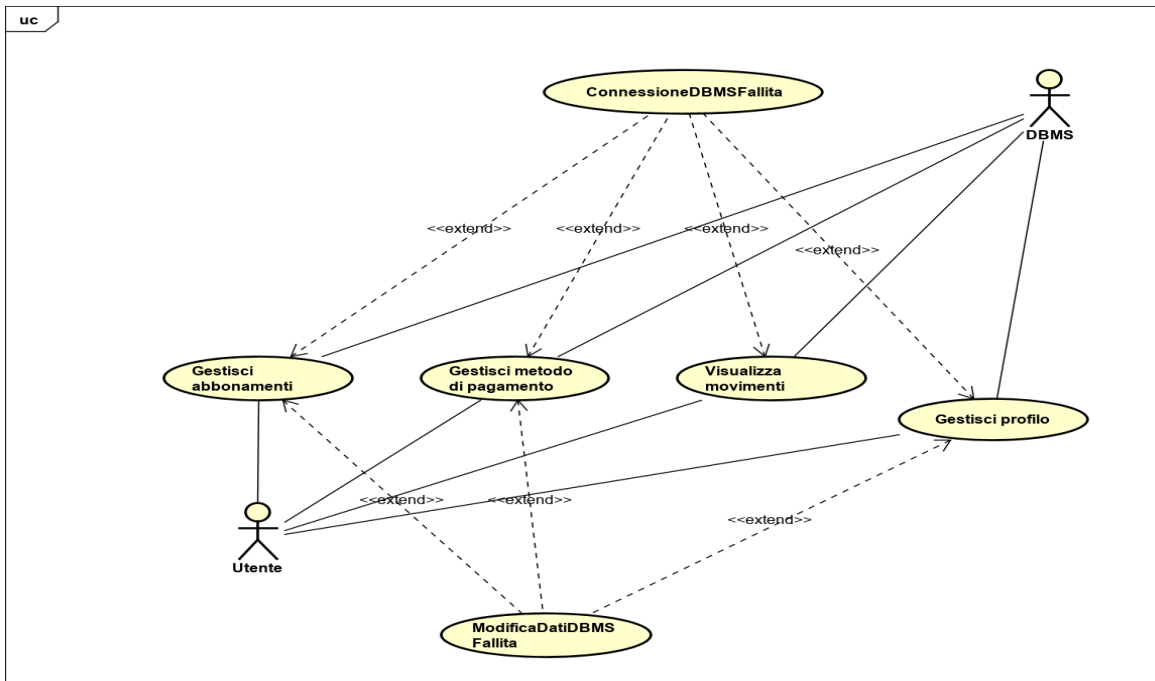 uc
ConnessioneDBMSFallita
DBMS
<<extend>>
<<extend>>
<<extend>>
<<extend>>
Gestisci
abbonamenti
Gestisci metodo
di pagamento
Visualizza
movimenti
Gestisci profilo
<<extend>>
<<extend>>
<<extend>>
Utente
ModificaDatiDBMS
Fallita